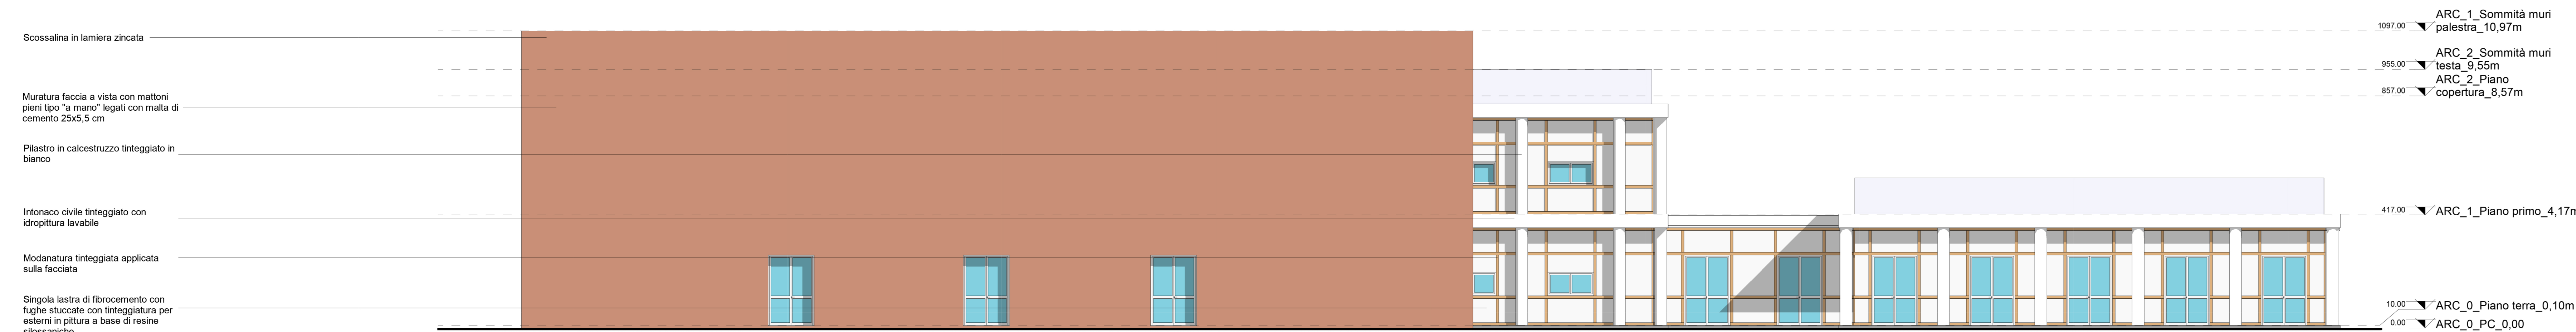 Scossalina in lamiera zincata
Muratura faccia a vista con mattoni
pieni tipo "a mano" legati con malta di
cemento 25x5,5 cm
Pilastro in calcestruzzo tinteggiato in
bianco
Intonaco civile tinteggiato con
idropittura lavabile
Modanatura tinteggiata applicata
sulla facciata
Singola lastra di fibrocemento con
fughe stuccate con tinteggiatura per
esterni in pittura a base di resine
silossaniche
1097.00
ARC_1_Sommità muri
palestra_10,97m
955.00
ARC_2_Sommità muri
testa_9,55m
857.00
ARC_2_Piano
copertura_8,57m
417.00
ARC_1_Piano primo_4,17m
10.00
ARC_0_Piano terra_0,10m
0.00
ARC_0_PC_0,00